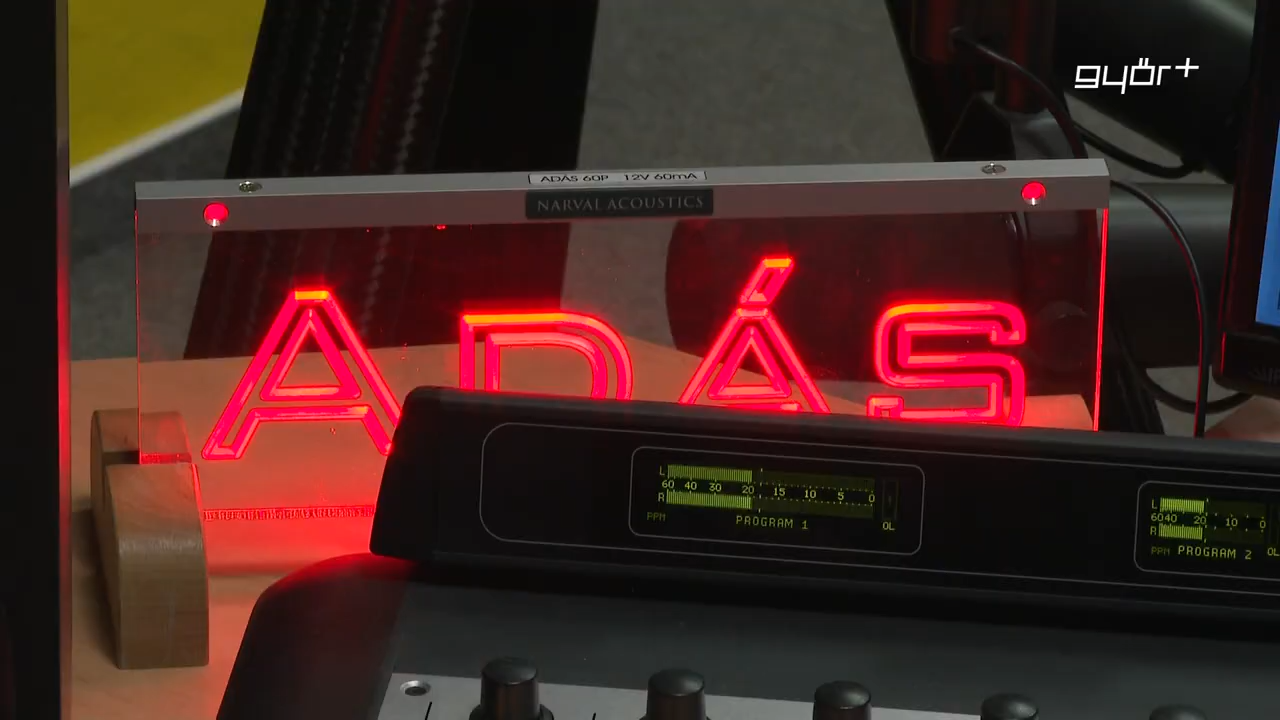 győr+
ADÁS 60P 12V 60mA
NARVAL ACOUSTICS
ADÁS
L
60 40 30 20 15 10 5 0
R
PPM PROGRAM 1 OL
L
60 40 20 10 0
R
PPM PROGRAM 2 OL